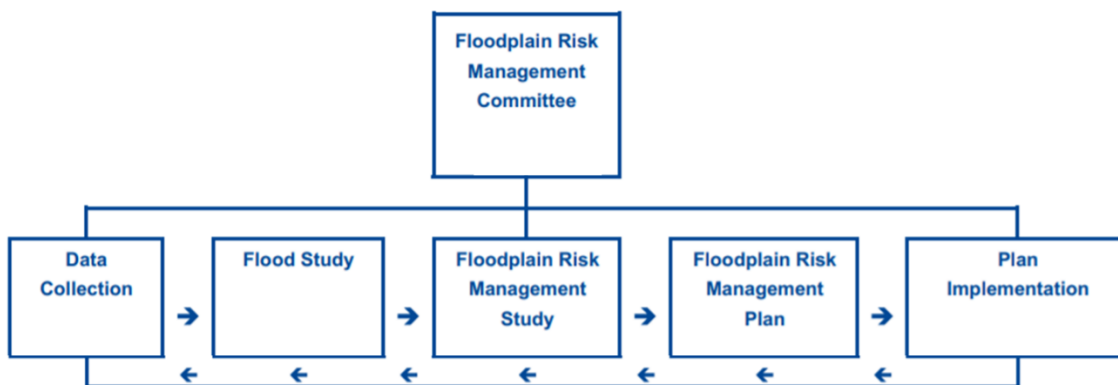 Floodplain Risk
Management
Committee
Data
Collection
Flood Study
Floodplain Risk
Management
Study
Floodplain Risk
Management
Plan
Plan
Implementation